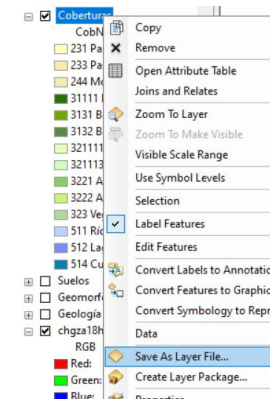 Coberturas
CobN
231 Pa
233 Pa
244 Mo
31111
3131 B
3132 B
321111
321113
3221 A
3222 A
323 Ve
511 Río
512 La
514 Cu
Suelos
Geomorf
Geología
chgza18h
RGB
Red:
Green:
Blue:
Copy
Remove
Open Attribute Table
Joins and Relates
Zoom To Layer
Zoom To Make Visible
Visible Scale Range
Use Symbol Levels
Selection
Label Features
Edit Features
Convert Labels to Annotatio
Convert Features to Graphic
Convert Symbology to Repr
Data
Save As Layer File...
Create Layer Package...
Properties